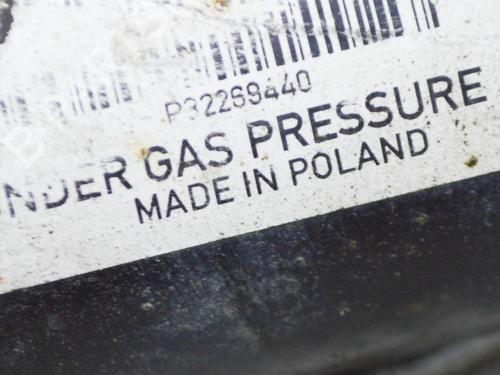 P32269440
NDER GAS PRESSURE
MADE IN POLAND